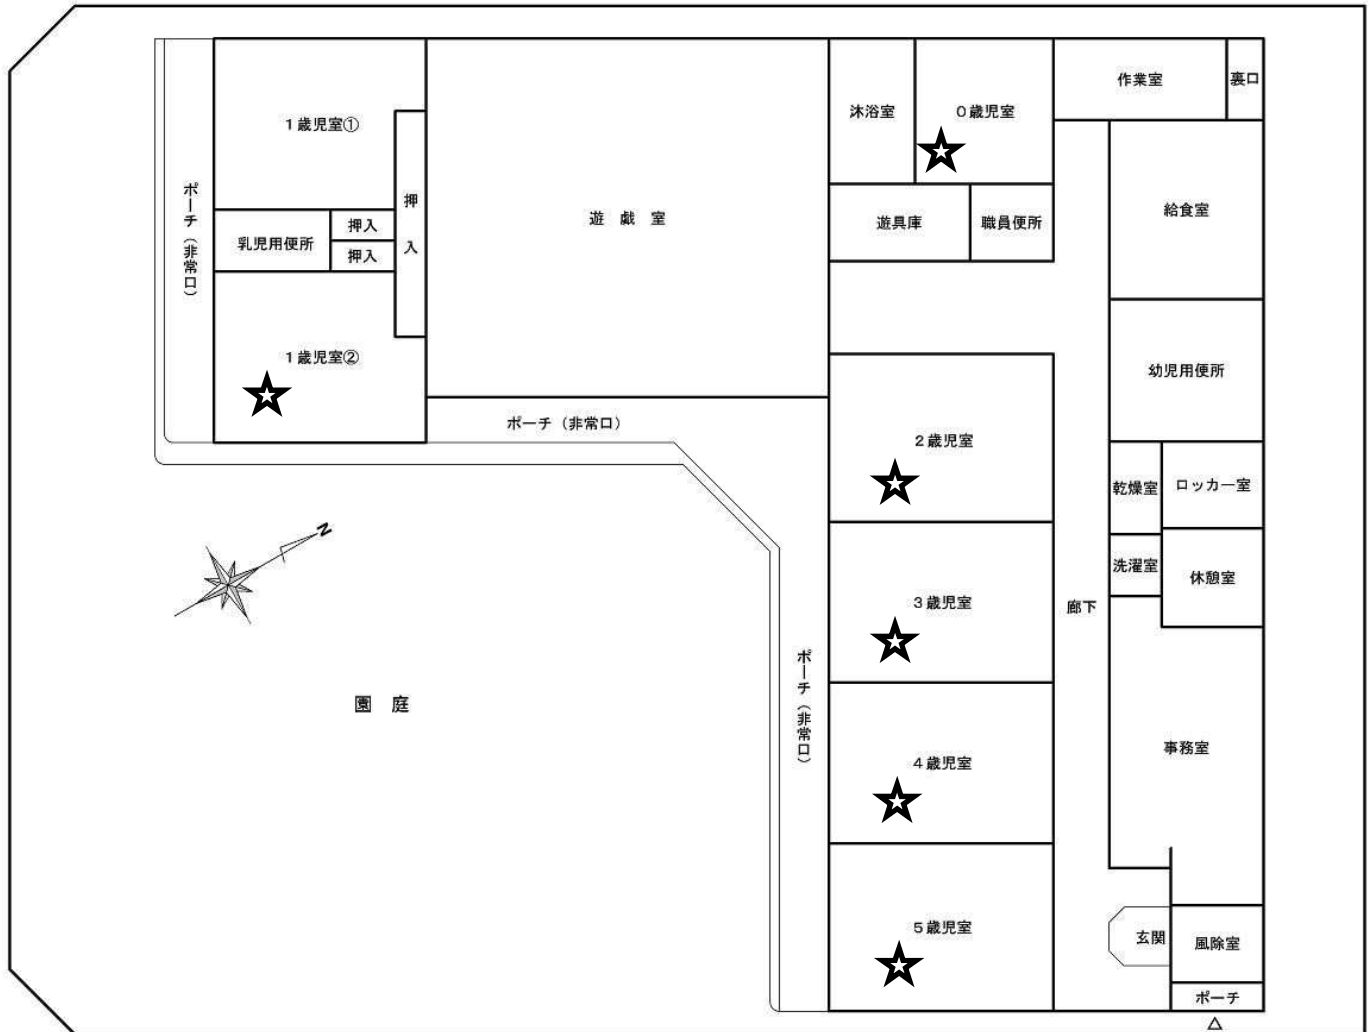 作業室
裏口
沐浴室
０歳児室
１歳児室①
ポーチ（非常口）
押入
遊戯室
遊具庫
職員便所
給食室
乳児用便所
押入
押入
１歳児室②
幼児用便所
ポーチ（非常口）
２歳児室
乾燥室
ロッカー室
N
洗濯室
休憩室
３歳児室
廊下
ポーチ（非常口）
園庭
事務室
４歳児室
５歳児室
玄関
風除室
ポーチ